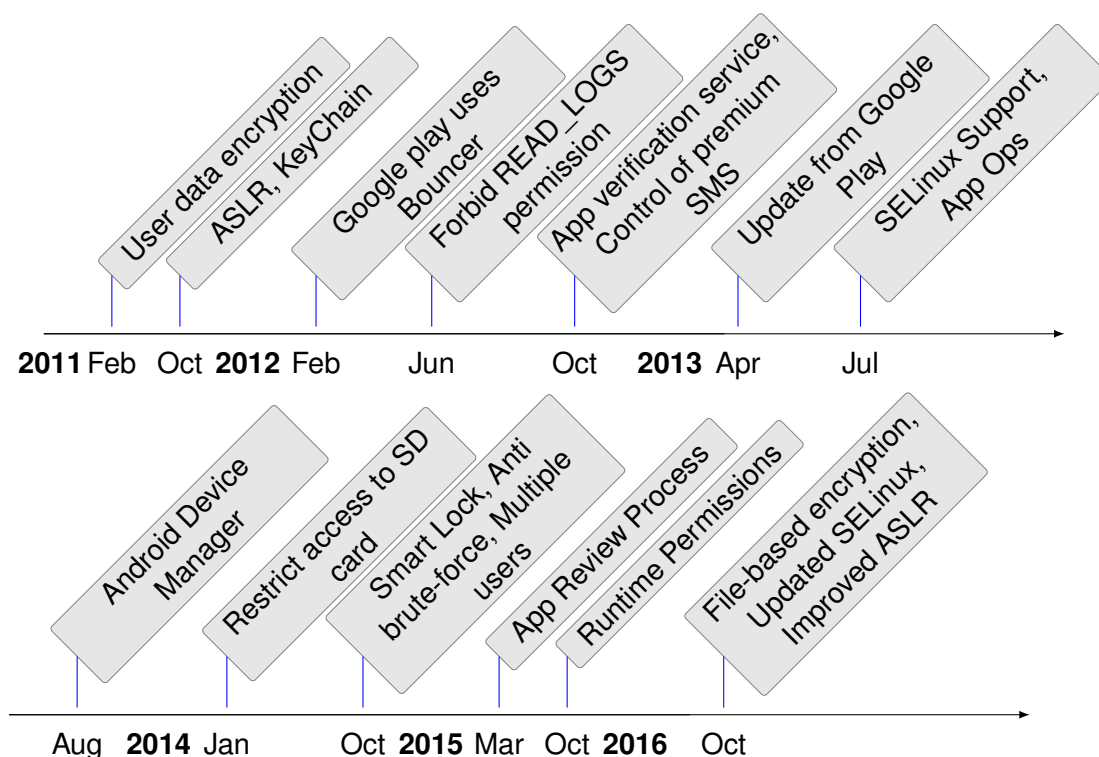 User data encryption
ASLR, KeyChain
Google play uses
Bouncer
Forbid READ_LOGS
permission
App verification service,
Control of premium
SMS
Update from Google
Play
SELinux Support,
App Ops
2011 Feb Oct 2012 Feb Jun Oct 2013 Apr Jul
Android Device
Manager
Restrict access to SD
card
Smart Lock, Anti
brute-force, Multiple
users
App Review Process
Runtime Permissions
File-based encryption,
Updated SELinux,
Improved ASLR
Aug 2014 Jan Oct 2015 Mar Oct 2016 Oct